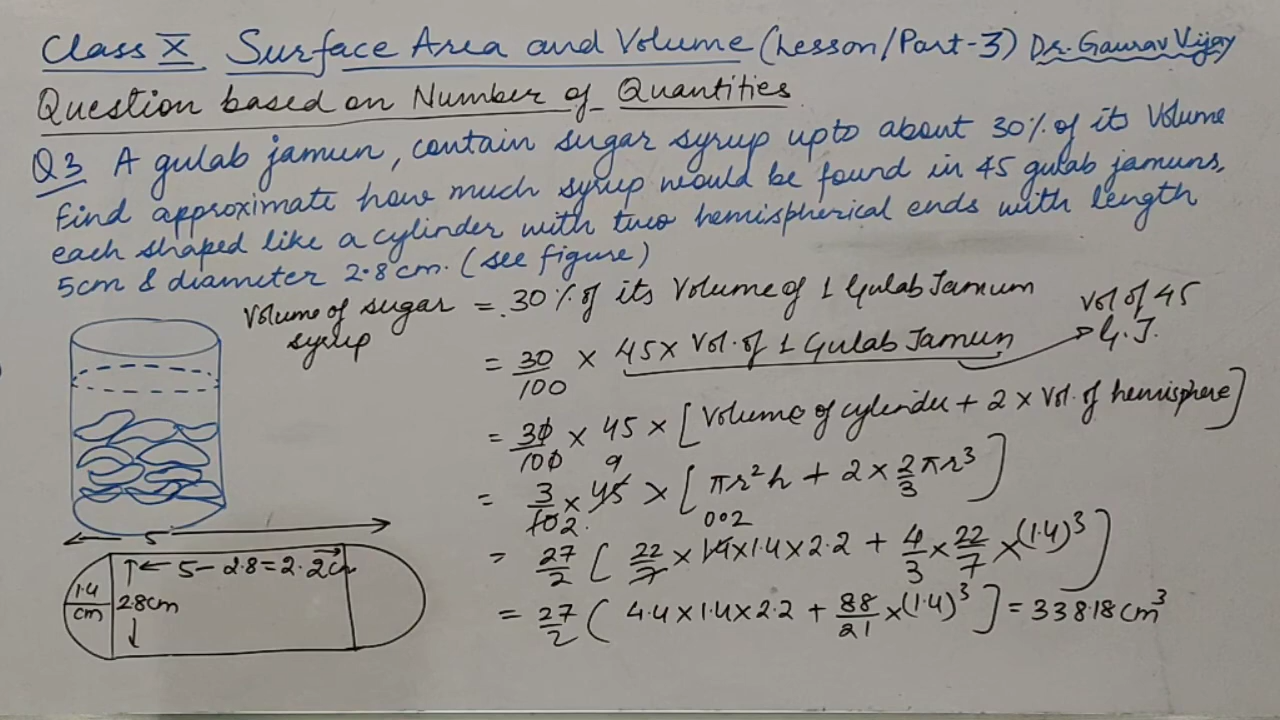 Class X Surface Area and Volume (Lesson/Part-3) Dr. Gaurav Vijay
Question based on Number of Quantities
Q3 A gulab jamun, contain sugar syrup upto about 30% of its Volume
find approximate how much syrup would be found in 45 gulab jamuns,
each shaped like a cylinder with two hemispherical ends with length
5cm & diameter 2.8cm. (see figure)
Volume of sugar syrup = 30% of its Volume of 1 Gulab Jamum
= 30/100 × 45 × Vol. of 1 Gulab Jamun → Vol of 45 G.J.
= 30/100 × 45 × [Volume of cylinder + 2 × Vol. of hemisphere]
= 3/10 2 × 45 9 × [πr²h + 2 × 2/3 πr³]
= 27/2 [22/7 × 1.4 0.02 × 1.4 × 2.2 + 4/3 × 22/7 × (1.4)³]
= 27/2 (4.4 × 1.4 × 2.2 + 88/21 × (1.4)³] = 338.18 cm³
5
5 - 2.8 = 2.2cm
1.4 cm
2.8cm